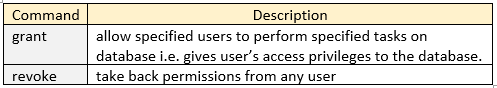 Command Description
grant allow specified users to perform specified tasks on
database i.e. gives user's access privileges to the database.
revoke take back permissions from any user